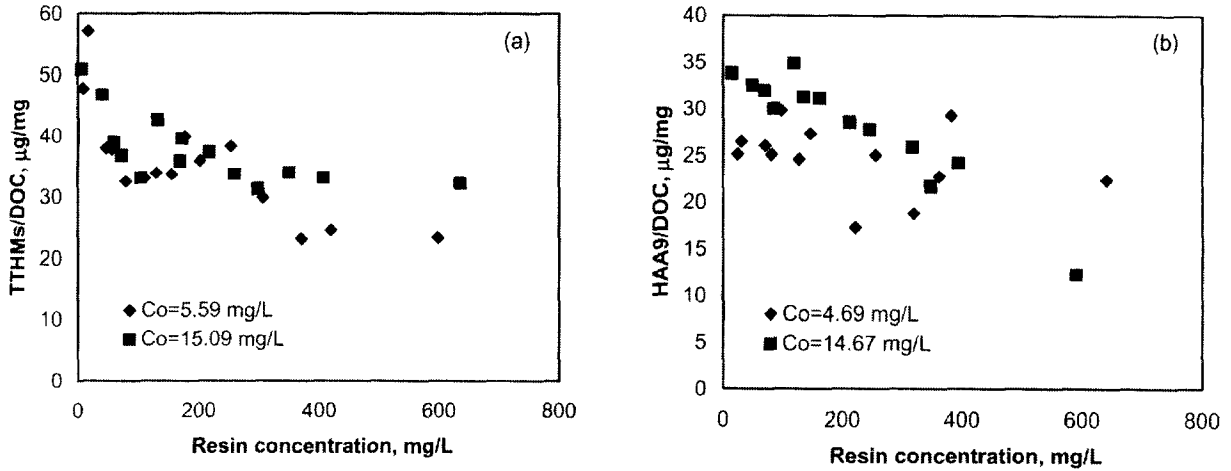 (a)
TTHMs/DOC, µg/mg
60
50
40
30
20
10
0
Co=5.59 mg/L
Co=15.09 mg/L
0 200 400 600 800
Resin concentration, mg/L
(b)
HAA9/DOC, µg/mg
40
35
30
25
20
15
10
5
0
Co=4.69 mg/L
Co=14.67 mg/L
0 200 400 600 800
Resin concentration, mg/L